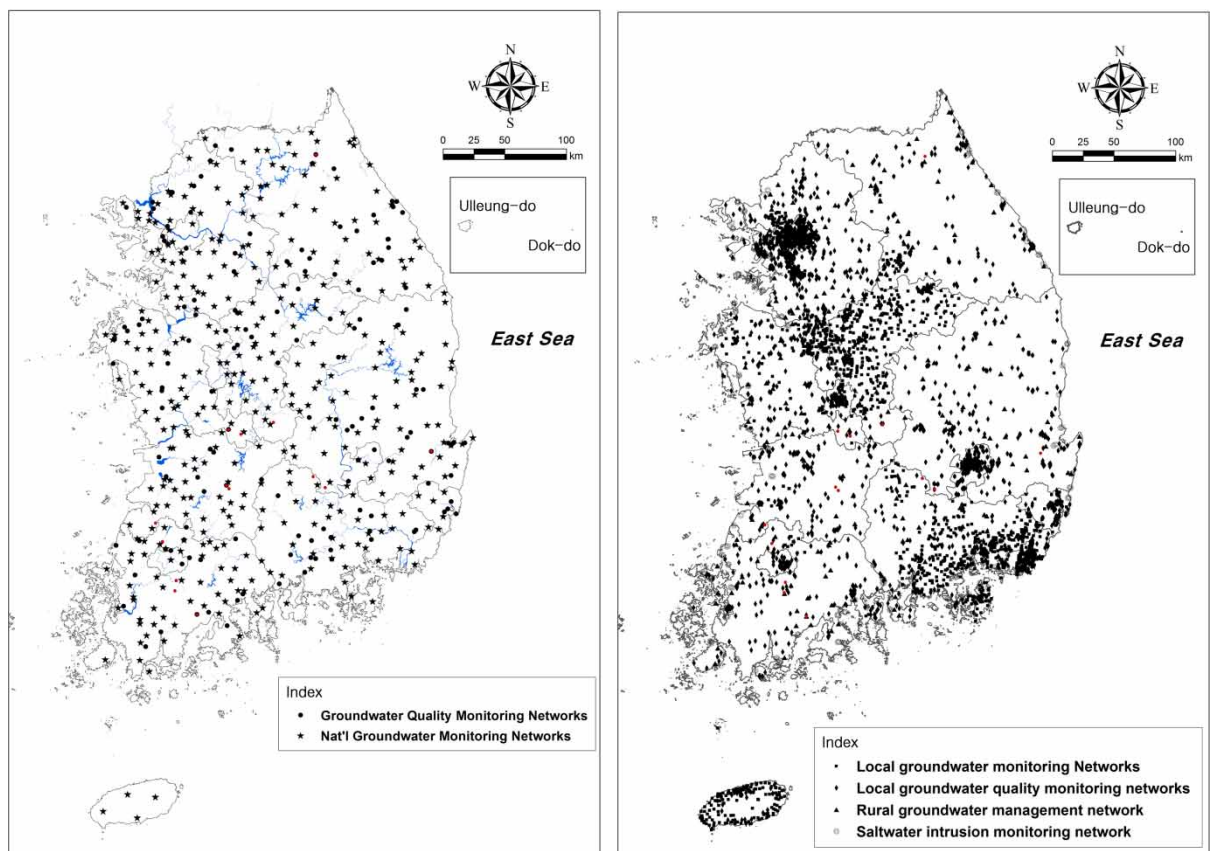 N
W E
S
0 25 50 100
km
Ulleung-do
Dok-do
East Sea
Index
Groundwater Quality Monitoring Networks
Nat'l Groundwater Monitoring Networks
N
W E
S
0 25 50 100
km
Ulleung-do
Dok-do
East Sea
Index
Local groundwater monitoring Networks
Local groundwater quality monitoring networks
Rural groundwater management network
Saltwater intrusion monitoring network